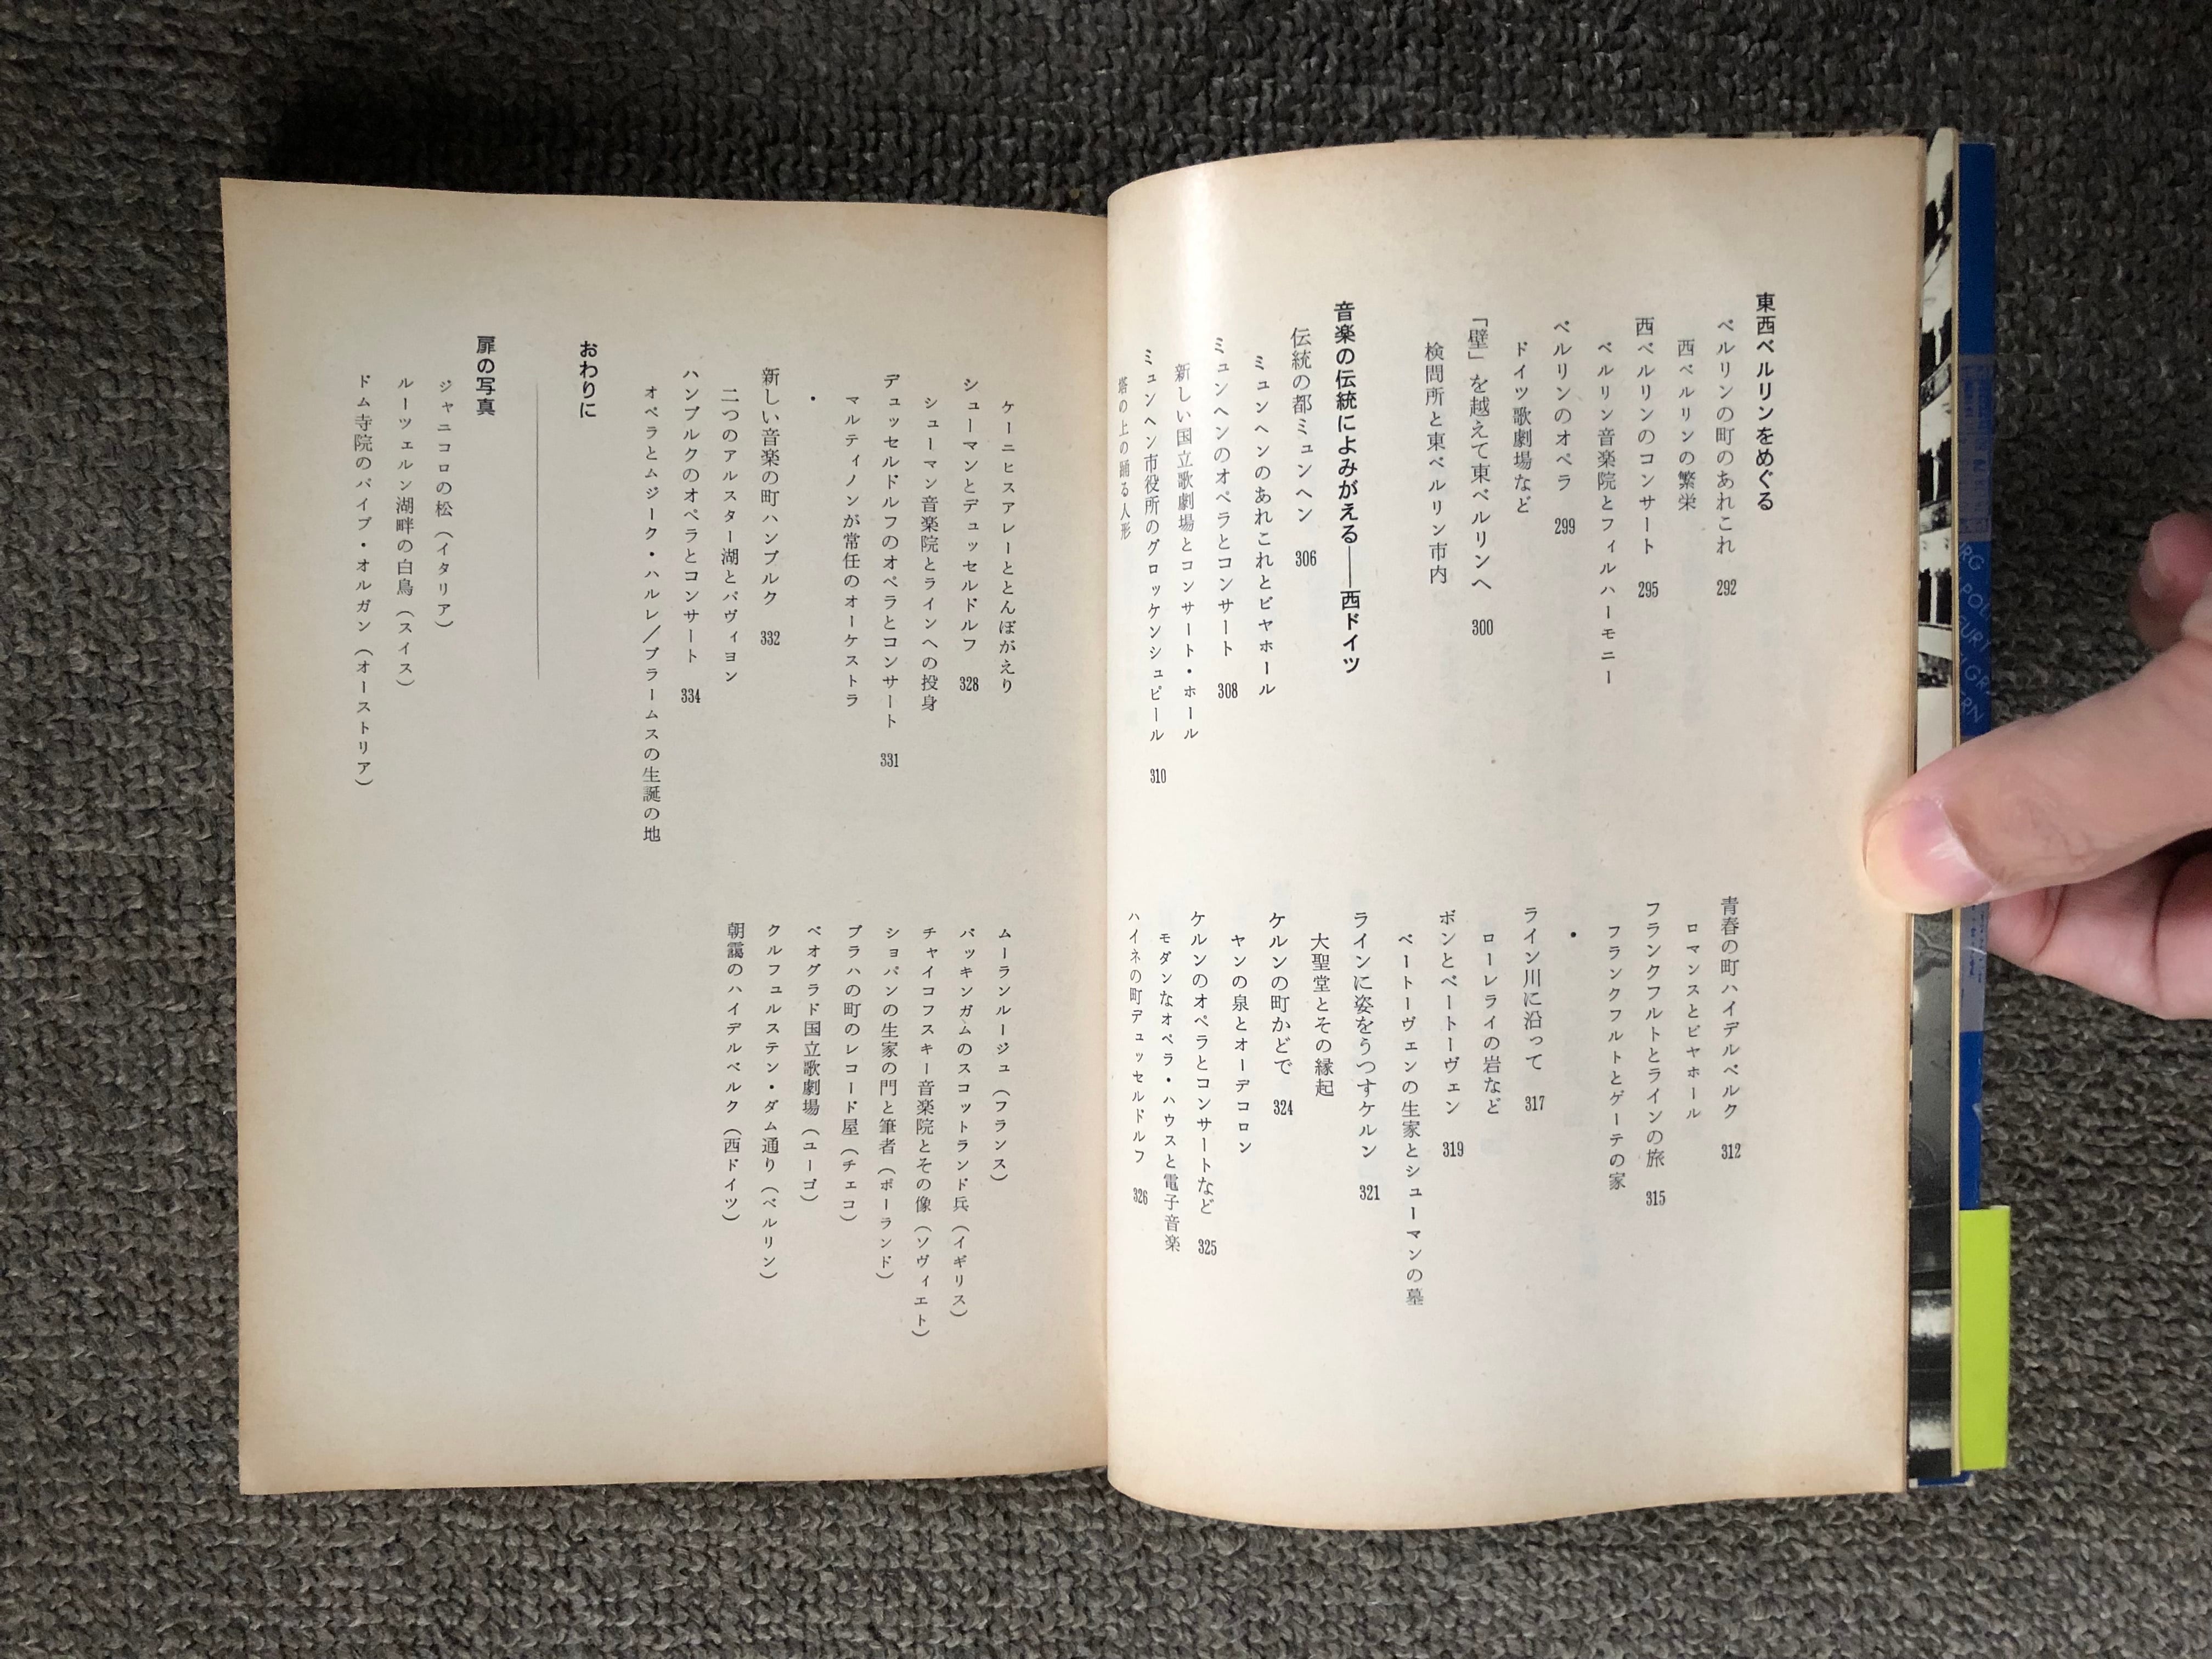 東西ベルリンをめぐる
ベルリンの町のあれこれ 292
西ベルリンの繁栄
西ベルリンのコンサート 295
ベルリン音楽院とフィルハーモニー
ベルリンのオペラ 299
ドイツ歌劇場など
「壁」を越えて東ベルリンへ 300
検問所と東ベルリン市内
音楽の伝統によみがえる——西ドイツ
伝統の都ミュンヘン 306
ミュンヘンのあれこれとビヤホール
ミュンヘンのオペラとコンサート 308
新しい国立歌劇場とコンサート・ホール
ミュンヘン市役所のグロッケンシュピール 310
塔の上の踊る人形
青春の町ハイデルベルク 312
ロマンスとビヤホール
フランクフルトとラインの旅 315
フランクフルトとゲーテの家
•
ライン川に沿って 317
ローレライの岩など
ボンとベートーヴェン 319
ベートーヴェンの生家とシューマンの墓
ラインに姿をうつすケルン 321
大聖堂とその縁起
ケルンの町かどで 324
ヤンの泉とオーデコロン
ケルンのオペラとコンサートなど 325
モダンなオペラ・ハウスと電子音楽
ハイネの町デュッセルドルフ 326
ケーニヒスアレーととんぼがえり
シューマンとデュッセルドルフ 328
シューマン音楽院とラインへの投身
デュッセルドルフのオペラとコンサート 331
マルティノンが常任のオーケストラ
•
新しい音楽の町ハンブルク 332
二つのアルスター湖とパヴィヨン
ハンブルクのオペラとコンサート 334
オペラとムジーク・ハルレ/ブラームスの生誕の地
おわりに
扉の写真
ジャニコロの松(イタリア)
ルーツェルン湖畔の白鳥(スイス)
ドム寺院のパイプ・オルガン(オーストリア)
ムーランルージュ(フランス)
バッキンガムのスコットランド兵(イギリス)
チャイコフスキー音楽院とその像(ソヴィエト)
ショパンの生家の門と筆者(ポーランド)
プラハの町のレコード屋(チェコ)
ベオグラド国立歌劇場(ユーゴ)
クルフュルステン・ダム通り(ベルリン)
朝靄のハイデルベルク(西ドイツ)